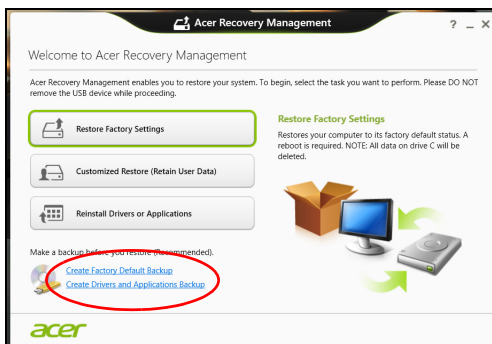 Acer Recovery Management
? _ X
Welcome to Acer Recovery Management
Acer Recovery Management enables you to restore your system. To begin, select the task you want to perform. Please DO NOT
remove the USB device while proceeding.
Restore Factory Settings
Customized Restore (Retain User Data)
Reinstall Drivers or Applications
Restore Factory Settings
Restores your computer to its factory default status. A
reboot is required. NOTE: All data on drive C will be
deleted.
Make a backup before you restore (Recommended).
Create Factory Default Backup
Create Drivers and Applications Backup
acer